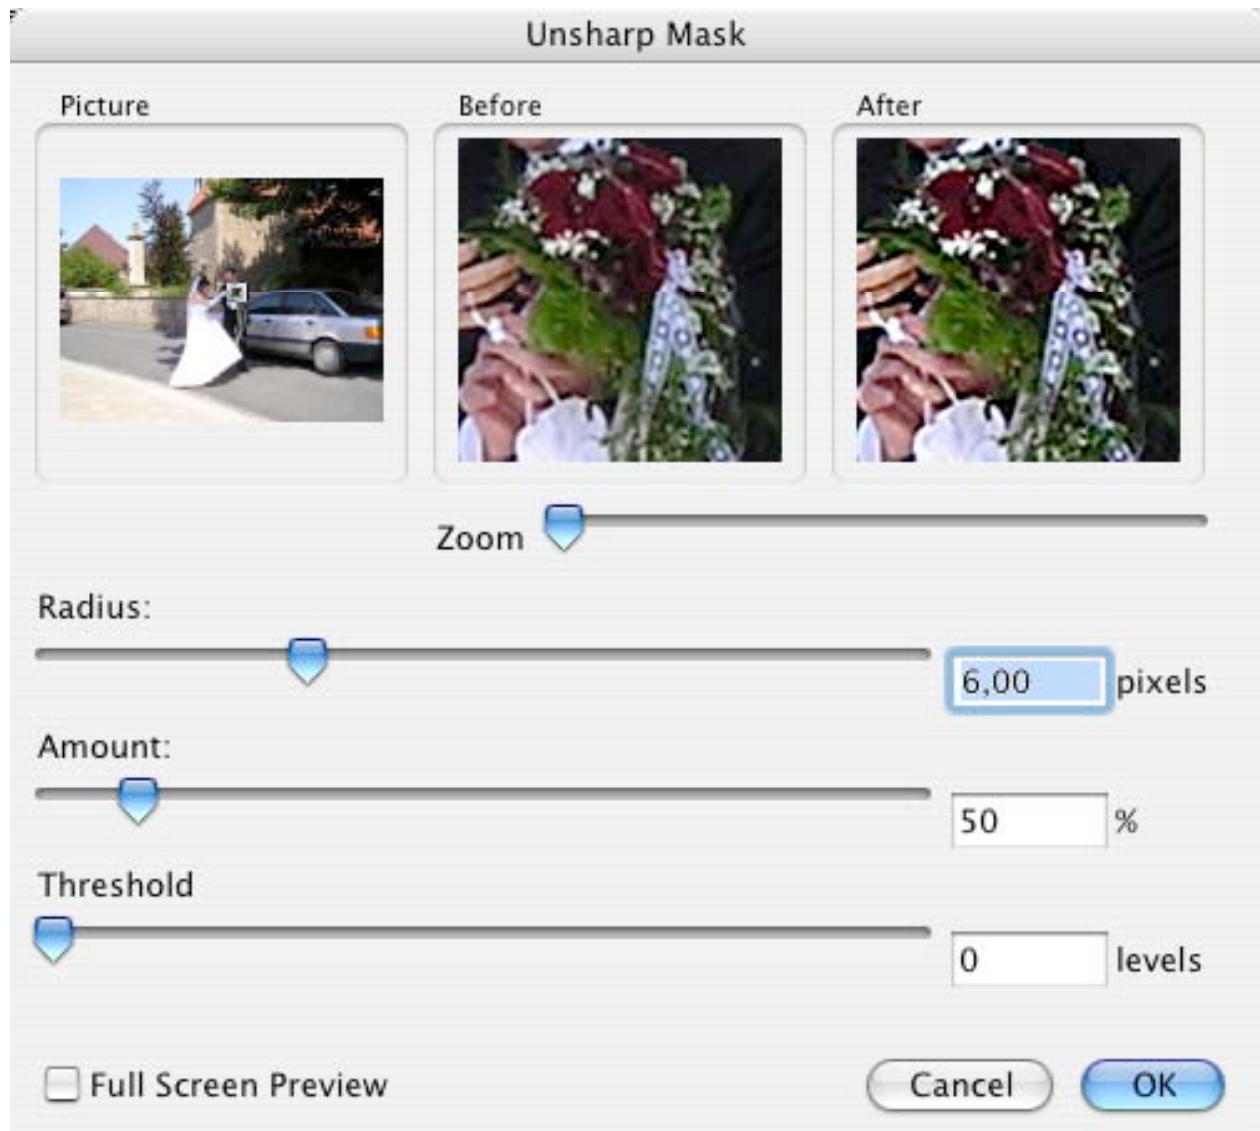 Unsharp Mask
Picture
Before
After
Zoom
Radius:
6,00 pixels
Amount:
50 %
Threshold
0 levels
Full Screen Preview
Cancel
OK